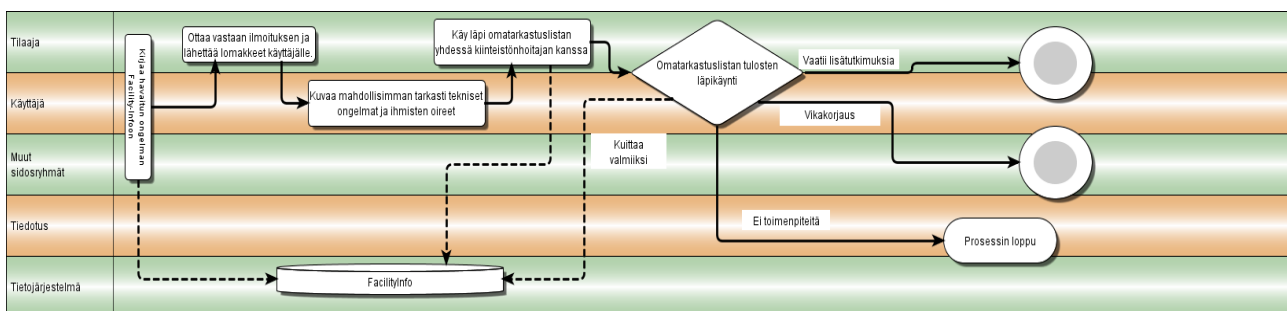 Tilaaja
Kirjaa havaitun ongelman
Facility-Infoon
Ottaa vastaan ilmoituksen ja
lähettää lomakkeet käyttäjälle.
Käy läpi omatarkastuslistan
yhdessä kiinteistönhoitajan kanssa
Omatarkastuslistan tulosten
läpikäynti
Vaatii lisätutkimuksia
Käyttäjä
Kuvaa mahdollisimman tarkasti tekniset
ongelmat ja ihmisten oireet
Vikakorjaus
Muut
sidosryhmät
Kuittaa
valmiiksi
Tiedotus
Ei toimenpiteitä
Prosessin loppu
Tietojärjestelmä
FacilityInfo